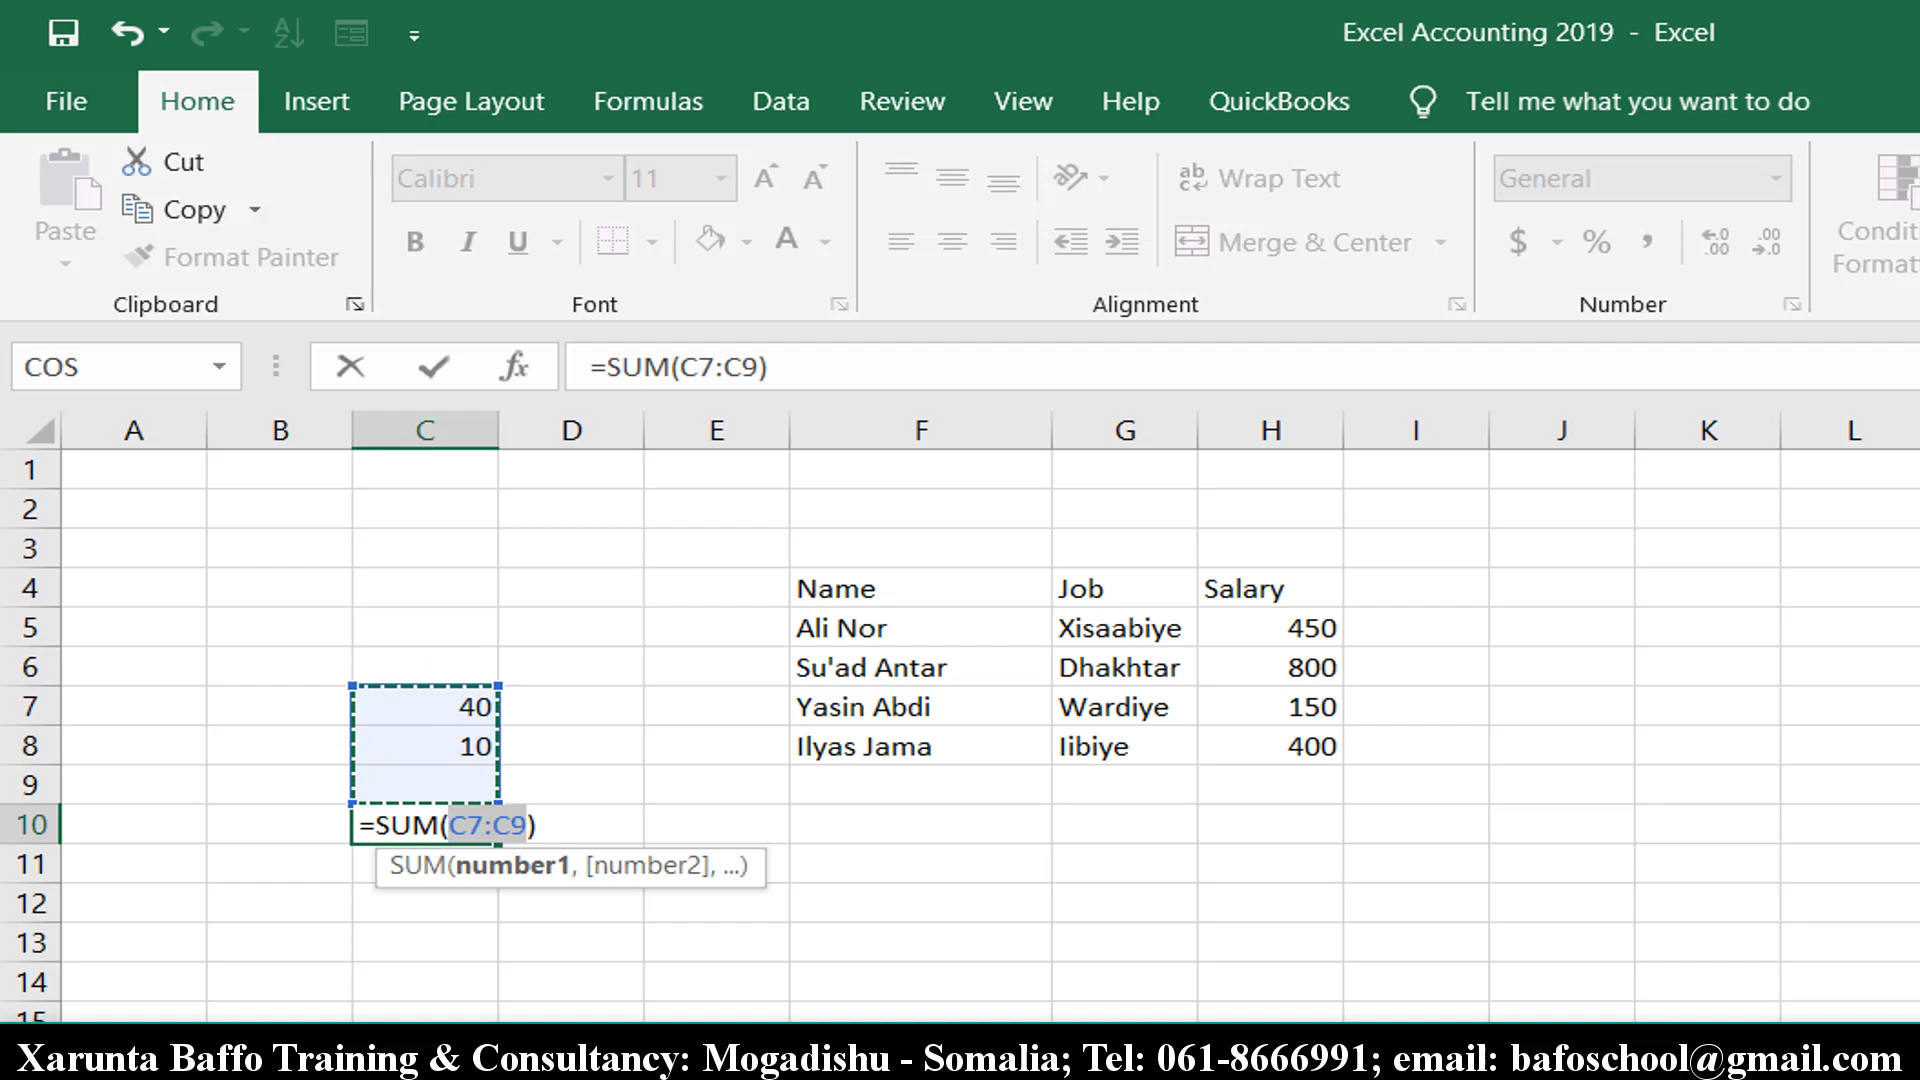 Excel Accounting 2019 - Excel
File Home Insert Page Layout Formulas Data Review View Help QuickBooks Tell me what you want to do
Paste
Cut
Copy
Format Painter
Clipboard
Calibri 11
B I U A
Font
Wrap Text
Merge & Center
Alignment
General
$ % , .00
Number
Condit
Format
COS =SUM(C7:C9)
A B C D E F G H I J K L
1
2
3
4 Name Job Salary
5 Ali Nor Xisaabiye 450
6 Su'ad Antar Dhakhtar 800
7 40 Yasin Abdi Wardiye 150
8 10 Ilyas Jama Iibiye 400
9
10 =SUM(C7:C9)
11 SUM(number1, [number2], ...)
12
13
14
15
Xarunta Baffo Training & Consultancy: Mogadishu - Somalia; Tel: 061-8666991; email: bafoschool@gmail.com